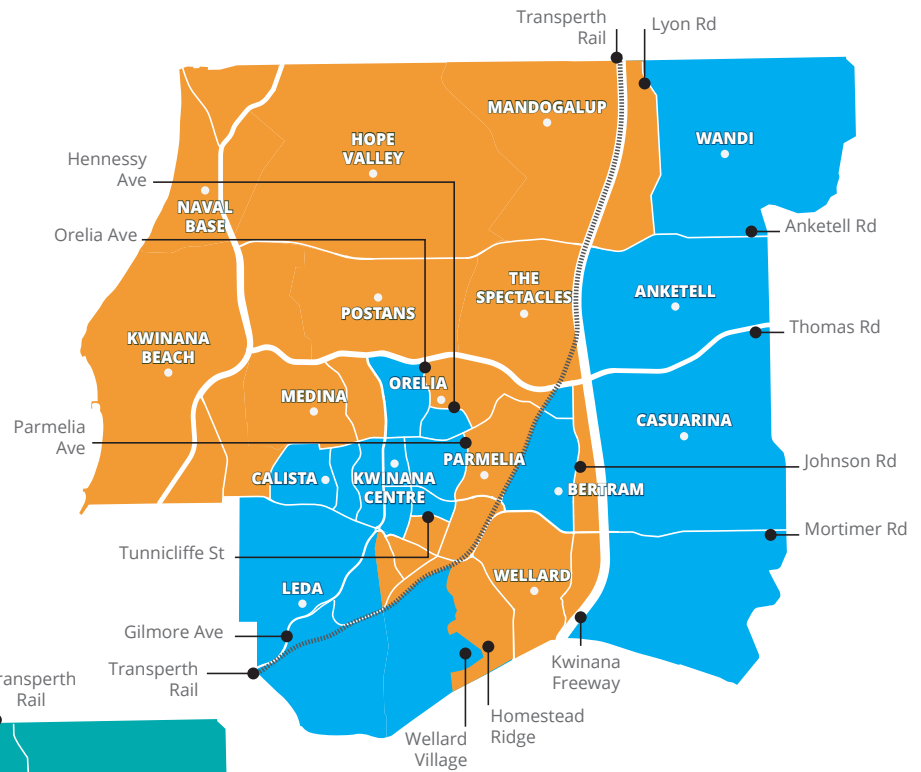 Transperth
Rail
Lyon Rd
MANDOGALUP
WANDI
HOPE
VALLEY
Hennessy
Ave
NAVAL
BASE
Orelia Ave
Anketell Rd
THE
SPECTACLES
ANKETELL
POSTANS
Thomas Rd
KWINANA
BEACH
ORELIA
MEDINA
CASUARINA
Parmelia
Ave
PARMELIA
Johnson Rd
CALISTA
KWINANA
CENTRE
BERTRAM
Mortimer Rd
Tunnicliffe St
WELLARD
LEDA
Gilmore Ave
Transperth
Rail
Kwinana
Freeway
Homestead
Ridge
Wellard
Village
ransperth
Rail